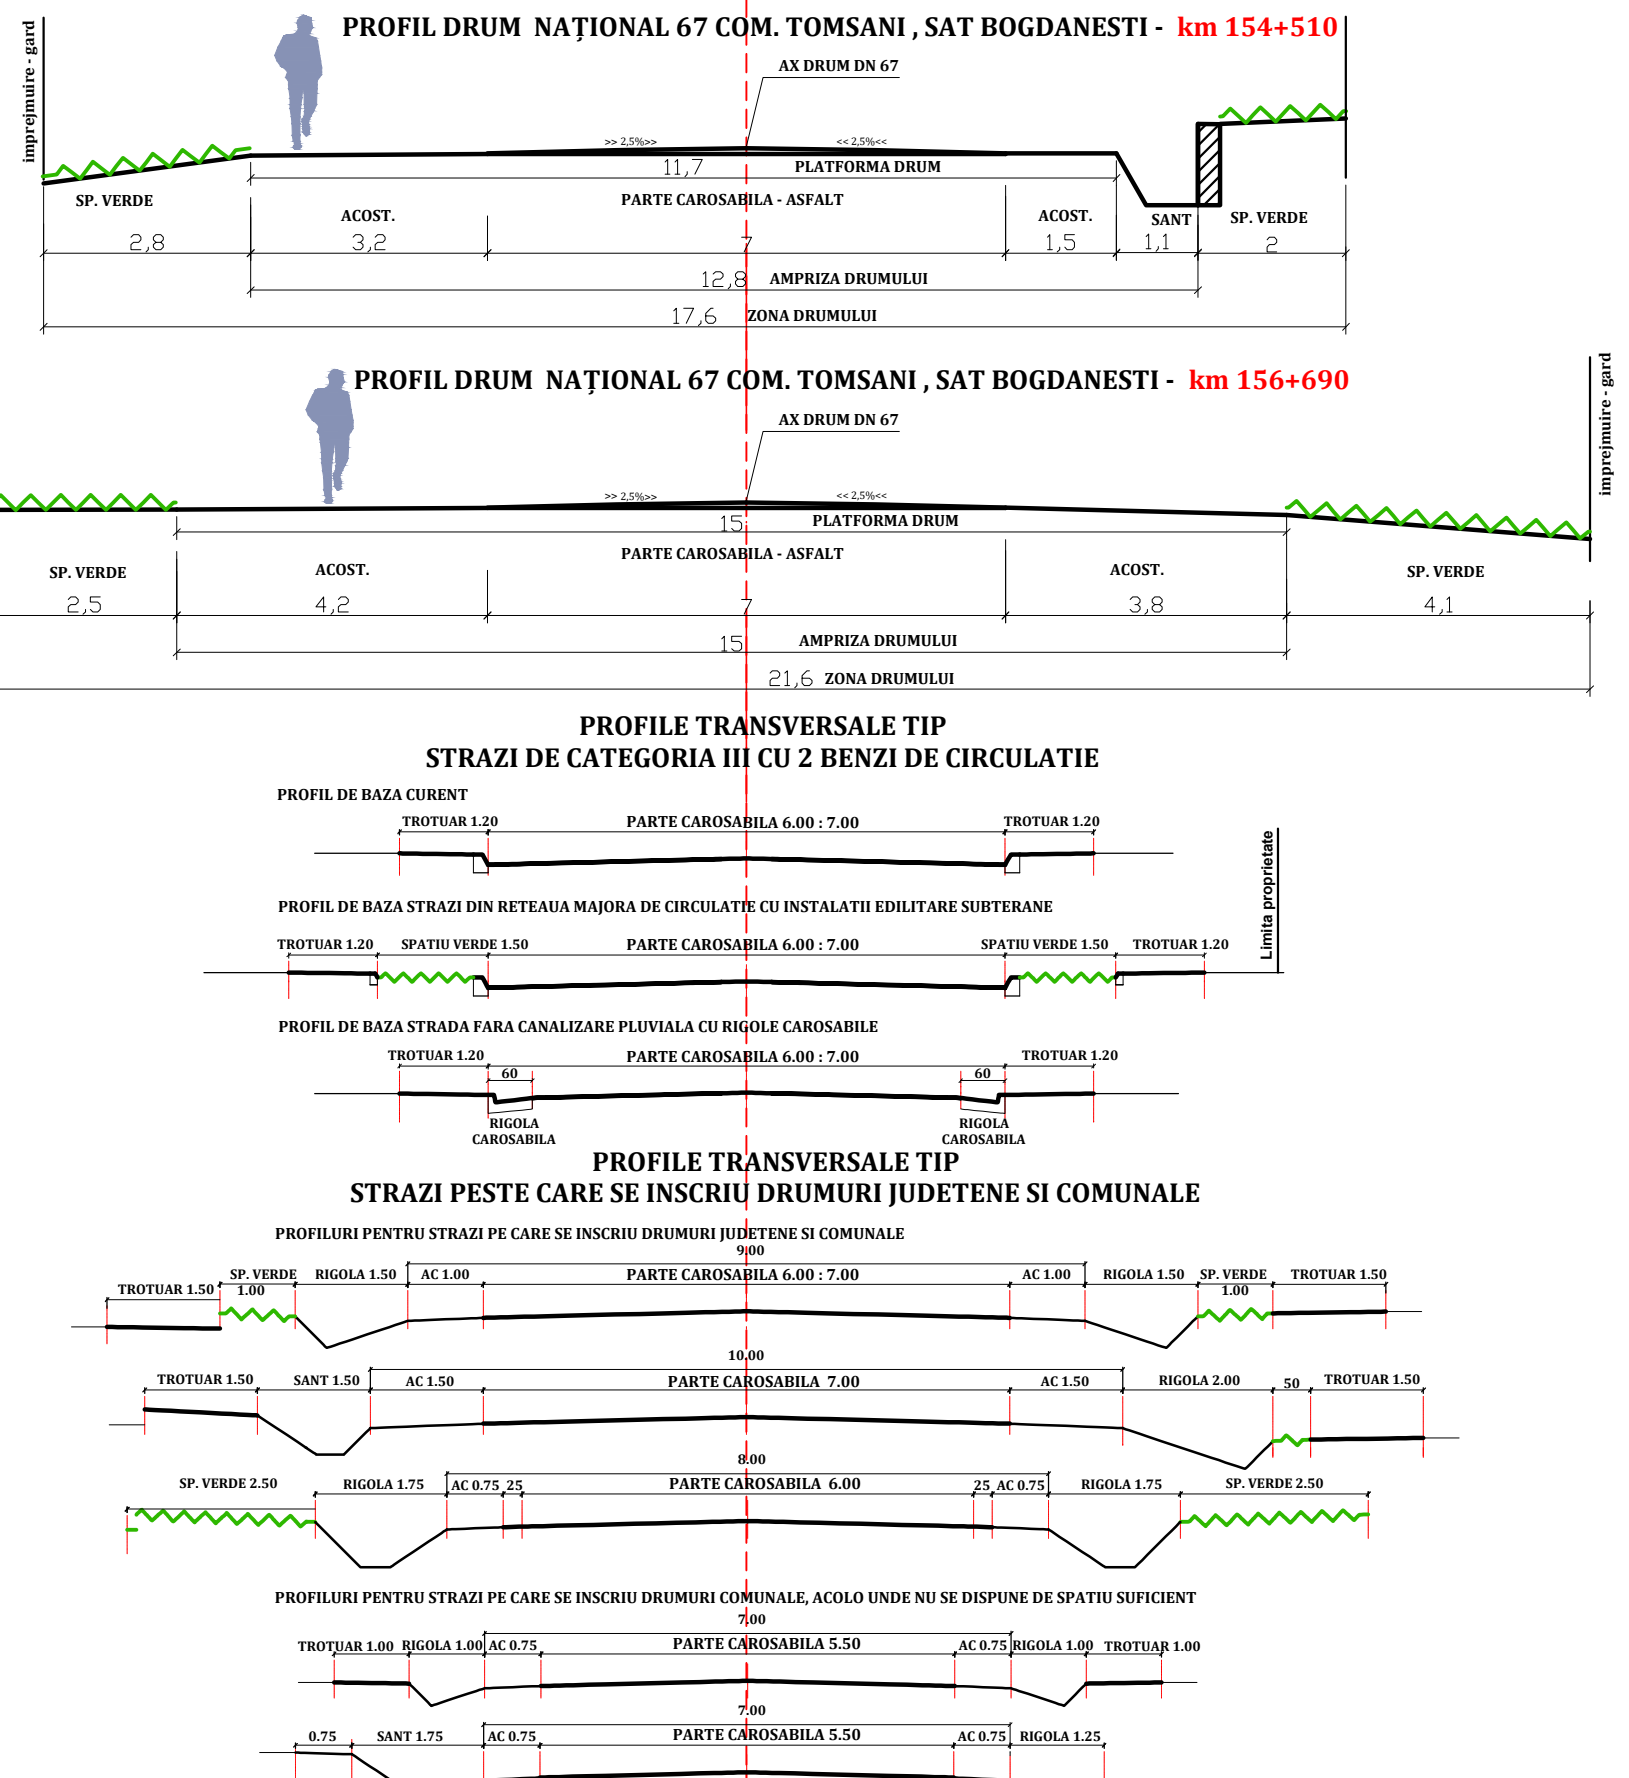 PROFIL DRUM NAȚIONAL 67 COM. TOMSANI , SAT BOGDANESTI - km 154+510
imprejmuire - gard
AX DRUM DN 67
>> 2,5%>>
<< 2,5%<<
11,7 PLATFORMA DRUM
SP. VERDE
PARTE CAROSABILA - ASFALT
ACOST.
ACOST.
SANT
SP. VERDE
2,8
3,2
7
1,5
1,1
2
12,8 AMPRIZA DRUMULUI
17,6 ZONA DRUMULUI
PROFIL DRUM NAȚIONAL 67 COM. TOMSANI , SAT BOGDANESTI - km 156+690
imprejmuire - gard
AX DRUM DN 67
>> 2,5%>>
<< 2,5%<<
15 PLATFORMA DRUM
PARTE CAROSABILA - ASFALT
SP. VERDE
ACOST.
ACOST.
SP. VERDE
2,5
4,2
7
3,8
4,1
15 AMPRIZA DRUMULUI
21,6 ZONA DRUMULUI
PROFILE TRANSVERSALE TIP
STRAZI DE CATEGORIA III CU 2 BENZI DE CIRCULATIE
PROFIL DE BAZA CURENT
TROTUAR 1.20
PARTE CAROSABILA 6.00 : 7.00
TROTUAR 1.20
Limita proprietate
PROFIL DE BAZA STRAZI DIN RETEAUA MAJORA DE CIRCULATIE CU INSTALATII EDILITARE SUBTERANE
TROTUAR 1.20
SPATIU VERDE 1.50
PARTE CAROSABILA 6.00 : 7.00
SPATIU VERDE 1.50
TROTUAR 1.20
PROFIL DE BAZA STRADA FARA CANALIZARE PLUVIALA CU RIGOLE CAROSABILE
TROTUAR 1.20
PARTE CAROSABILA 6.00 : 7.00
TROTUAR 1.20
60
60
RIGOLA
CAROSABILA
RIGOLA
CAROSABILA
PROFILE TRANSVERSALE TIP
STRAZI PESTE CARE SE INSCRIU DRUMURI JUDETENE SI COMUNALE
PROFILURI PENTRU STRAZI PE CARE SE INSCRIU DRUMURI JUDETENE SI COMUNALE
9.00
TROTUAR 1.50
SP. VERDE
1.00
RIGOLA 1.50
AC 1.00
PARTE CAROSABILA 6.00 : 7.00
AC 1.00
RIGOLA 1.50
SP. VERDE
1.00
TROTUAR 1.50
10.00
TROTUAR 1.50
SANT 1.50
AC 1.50
PARTE CAROSABILA 7.00
AC 1.50
RIGOLA 2.00
50
TROTUAR 1.50
8.00
SP. VERDE 2.50
RIGOLA 1.75
AC 0.75
25
PARTE CAROSABILA 6.00
25
AC 0.75
RIGOLA 1.75
SP. VERDE 2.50
PROFILURI PENTRU STRAZI PE CARE SE INSCRIU DRUMURI COMUNALE, ACOLO UNDE NU SE DISPUNE DE SPATIU SUFICIENT
7.00
TROTUAR 1.00
RIGOLA 1.00
AC 0.75
PARTE CAROSABILA 5.50
AC 0.75
RIGOLA 1.00
TROTUAR 1.00
7.00
0.75
SANT 1.75
AC 0.75
PARTE CAROSABILA 5.50
AC 0.75
RIGOLA 1.25